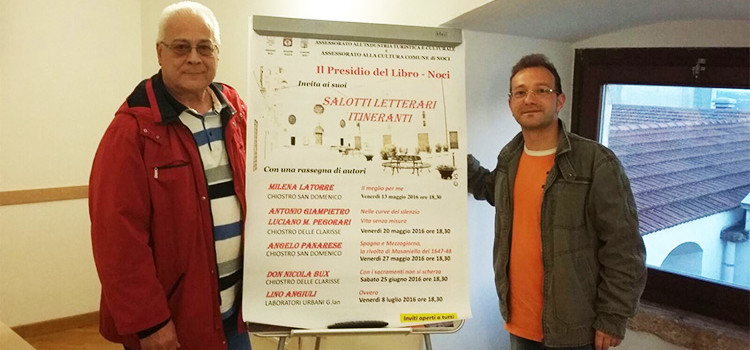 ASSESSORATO ALL'INDUSTRIA TURISTICA E CULTURALE
E
ASSESSORATO ALLA CULTURA COMUNE di NOCI
Il Presidio del Libro - Noci
Invita ai suoi
SALOTTI LETTERARI
ITINERANTI
Con una rassegna di autori
MILENA LATORRE Il meglio per me
CHIOSTRO SAN DOMENICO Venerdì 13 maggio 2016 ore 18,30
ANTONIO GIAMPIETRO Nelle curve del silenzio
LUCIANO M. PEGORARI Vita senza misura
CHIOSTRO DELLE CLARISSE Venerdì 20 maggio 2016 ore 18,30
ANGELO PANARESE Spagna e Mezzogiorno,
CHIOSTRO SAN DOMENICO la rivolta di Masaniello del 1647-48
Venerdì 27 maggio 2016 ore 18,30
DON NICOLA BUX Con i sacramenti non si scherza
CHIOSTRO DELLE CLARISSE Sabato 25 giugno 2016 ore 18,30
LINO ANGIULI Ovvero
LABORATORI URBANI G.Ian Venerdì 8 luglio 2016 ore 18,30
Inviti aperti a tutti